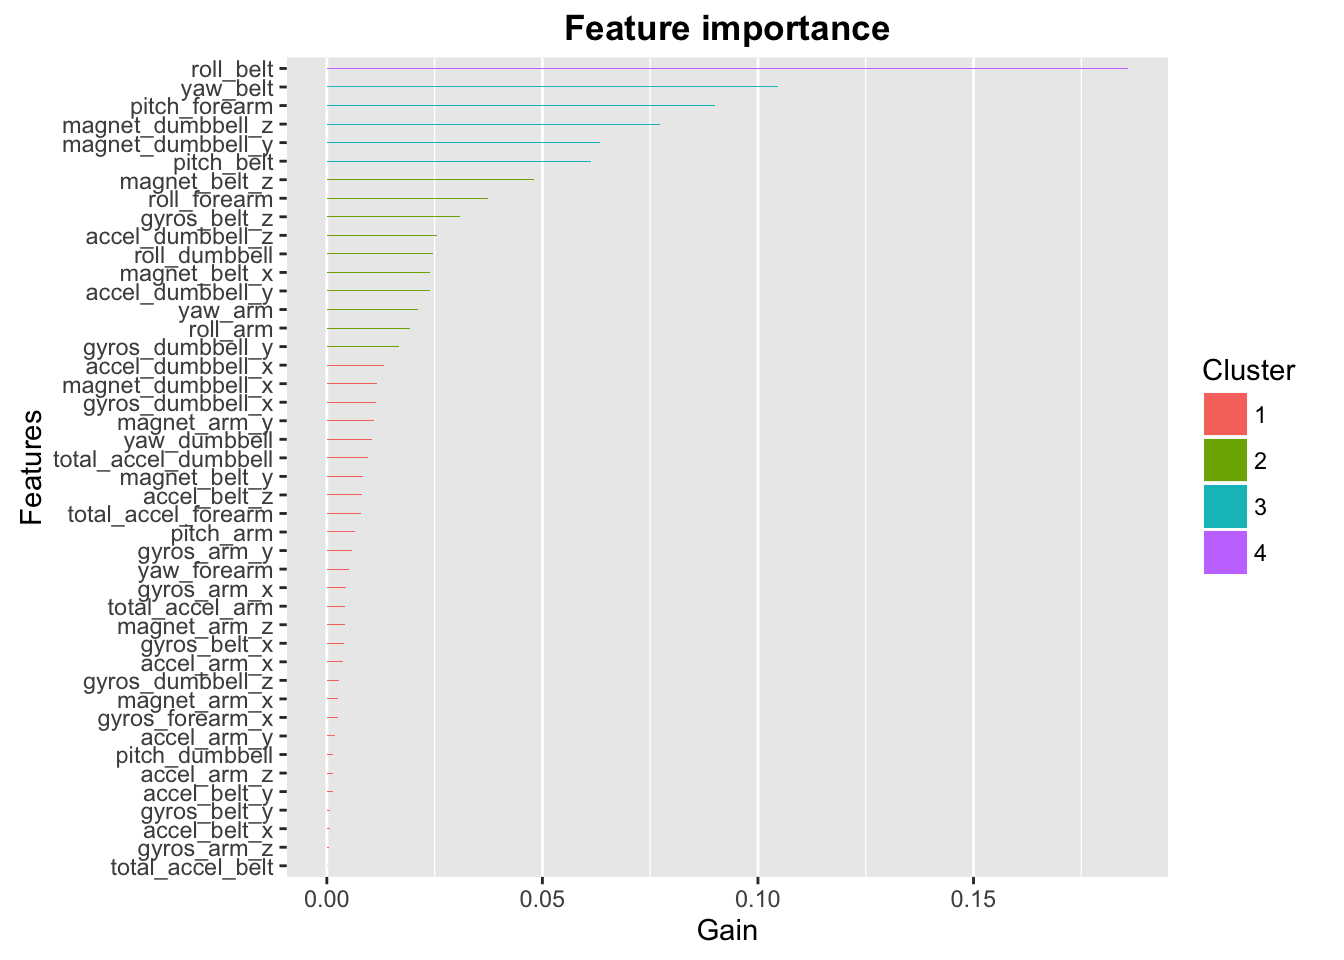 Feature importance
roll_belt
yaw_belt
pitch_forearm
magnet_dumbbell_z
magnet_dumbbell_y
pitch_belt
magnet_belt_z
roll_forearm
gyros_belt_z
accel_dumbbell_z
roll_dumbbell
magnet_belt_x
accel_dumbbell_y
yaw_arm
roll_arm
gyros_dumbbell_y
accel_dumbbell_x
magnet_dumbbell_x
gyros_dumbbell_x
magnet_arm_y
yaw_dumbbell
total_accel_dumbbell
magnet_belt_y
accel_belt_z
total_accel_forearm
pitch_arm
gyros_arm_y
yaw_forearm
gyros_arm_x
total_accel_arm
magnet_arm_z
gyros_belt_x
accel_arm_x
gyros_dumbbell_z
magnet_arm_x
gyros_forearm_x
accel_arm_y
pitch_dumbbell
accel_arm_z
accel_belt_y
gyros_belt_y
accel_belt_x
gyros_arm_z
total_accel_belt
Features
0.00 0.05 0.10 0.15
Gain
Cluster
1
2
3
4